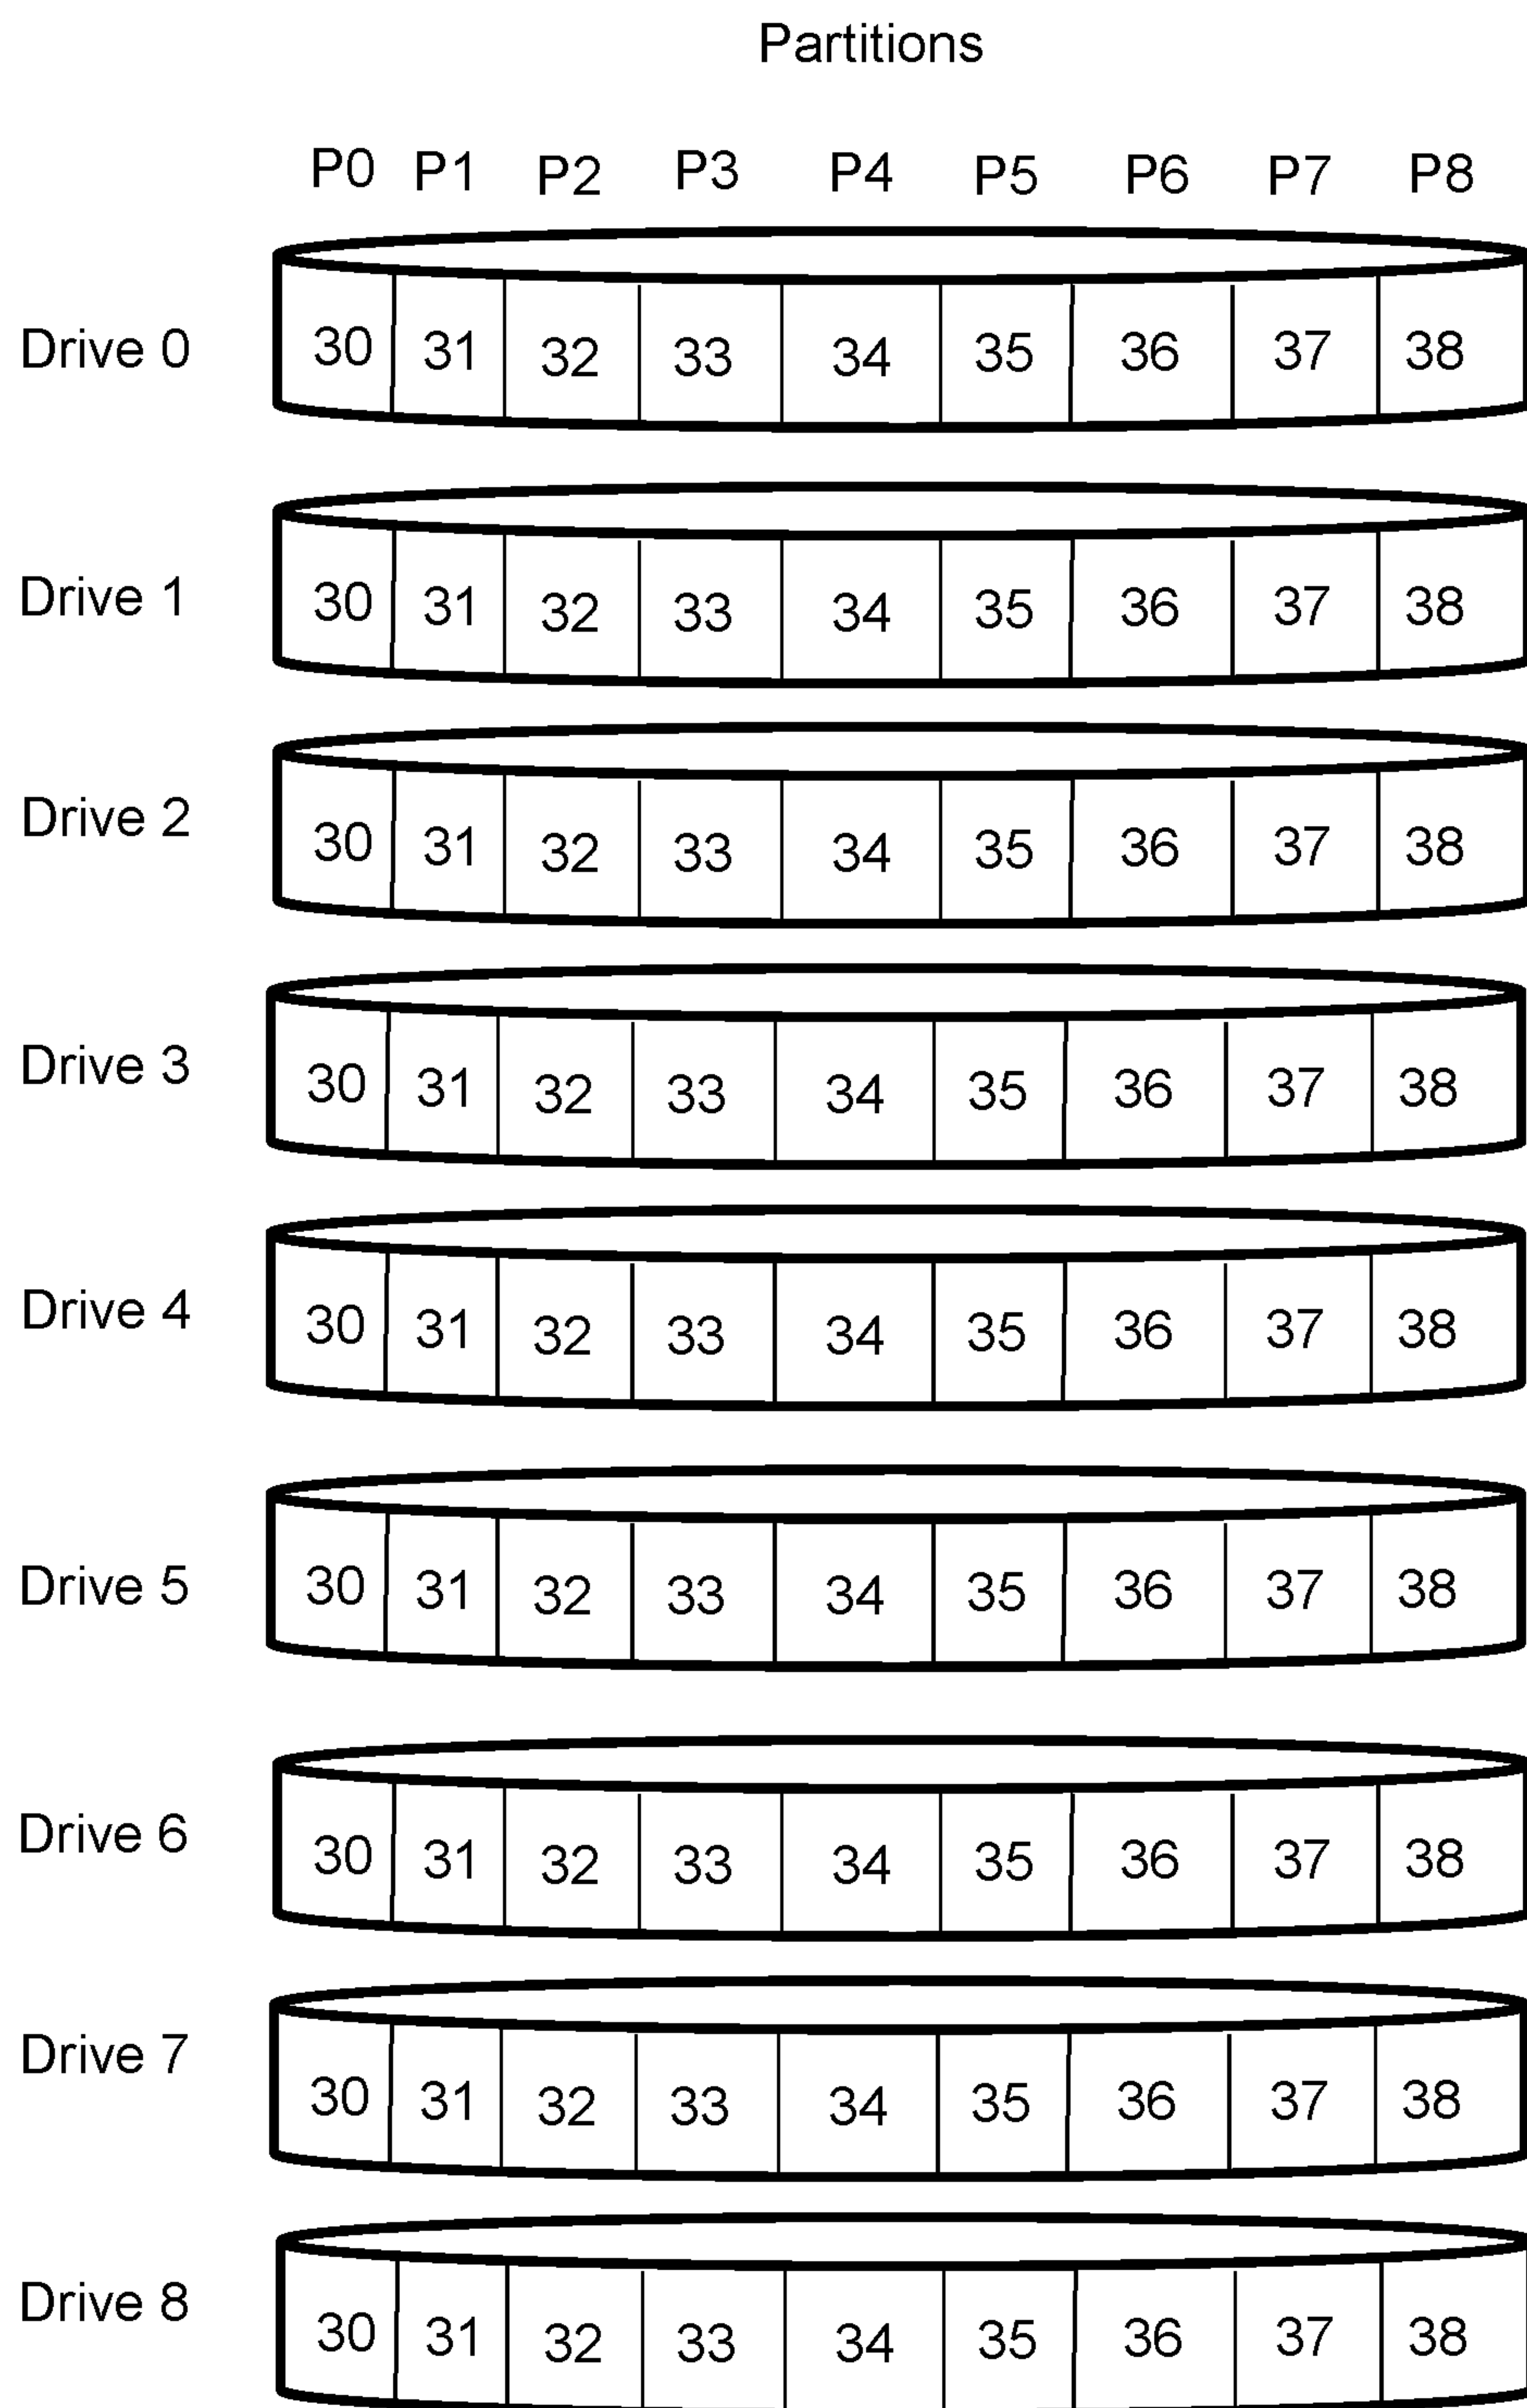 Partitions
P0 P1 P2 P3 P4 P5 P6 P7 P8
Drive 0 30 31 32 33 34 35 36 37 38
Drive 1 30 31 32 33 34 35 36 37 38
Drive 2 30 31 32 33 34 35 36 37 38
Drive 3 30 31 32 33 34 35 36 37 38
Drive 4 30 31 32 33 34 35 36 37 38
Drive 5 30 31 32 33 34 35 36 37 38
Drive 6 30 31 32 33 34 35 36 37 38
Drive 7 30 31 32 33 34 35 36 37 38
Drive 8 30 31 32 33 34 35 36 37 38